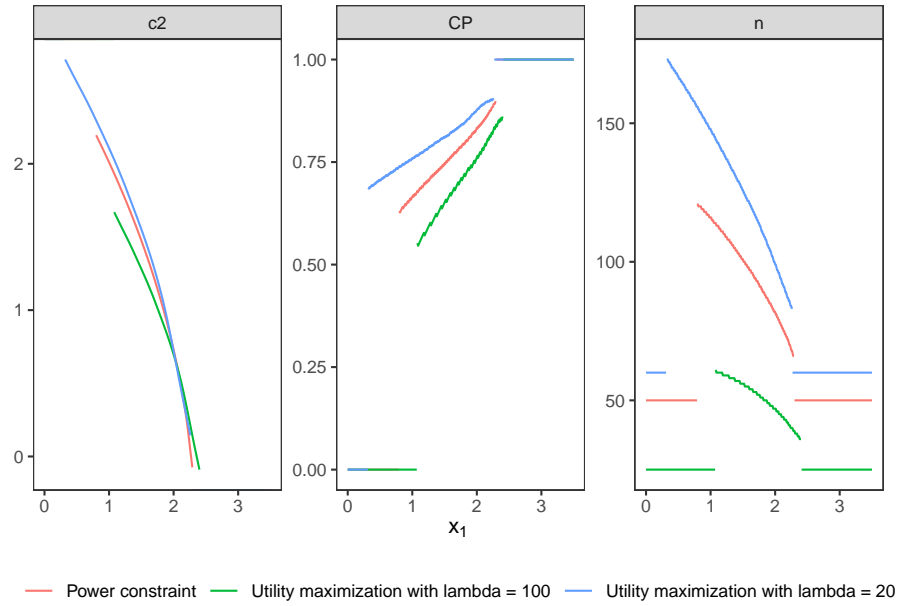 c2 CP n
2
1
0
1.00
0.75
0.50
0.25
0.00
150
100
50
0 1 2 3
0 1 2 3
0 1 2 3
x₁
Power constraint
Utility maximization with lambda = 100
Utility maximization with lambda = 20